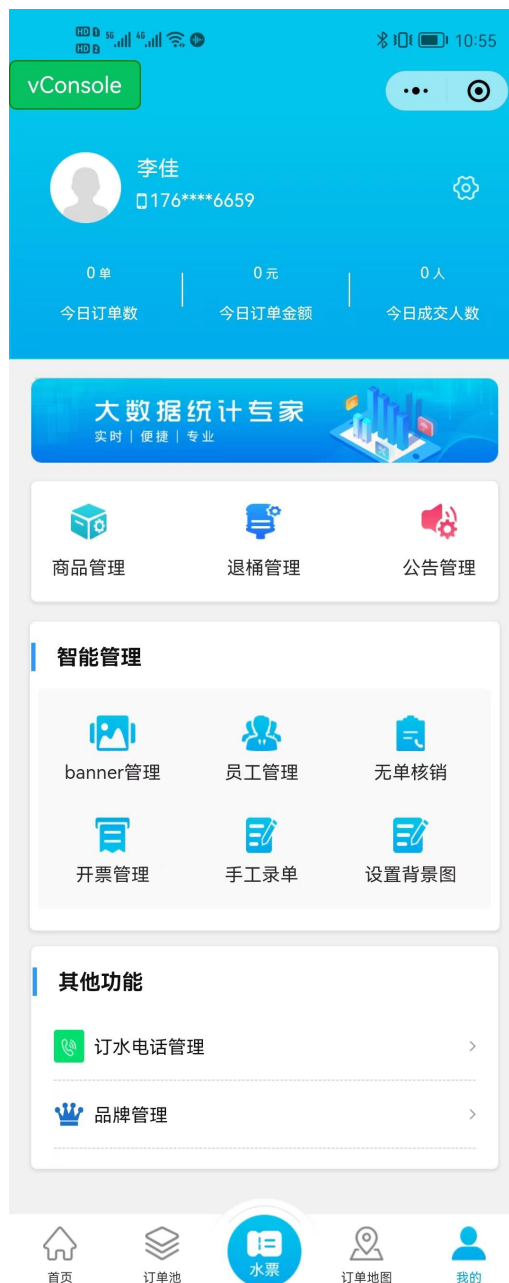 HD 1 5G 4G 10:55
HD 2
vConsole
李佳
176****6659
0 单 0 元 0 人
今日订单数 今日订单金额 今日成交人数
大数据统计专家
实时 | 便捷 | 专业
商品管理 退桶管理 公告管理
智能管理
banner管理 员工管理 无单核销
开票管理 手工录单 设置背景图
其他功能
订水电话管理
品牌管理
首页 订单池 水票 订单地图 我的